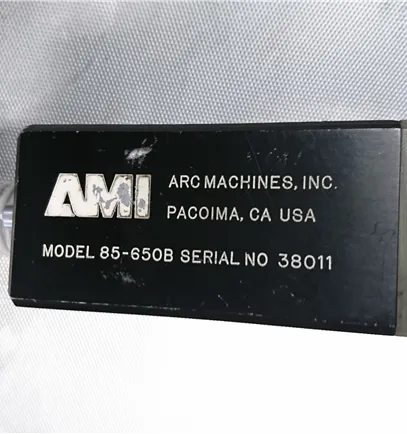 AMI
ARC MACHINES, INC.
PACOIMA, CA USA
MODEL 85-650B SERIAL NO 38011